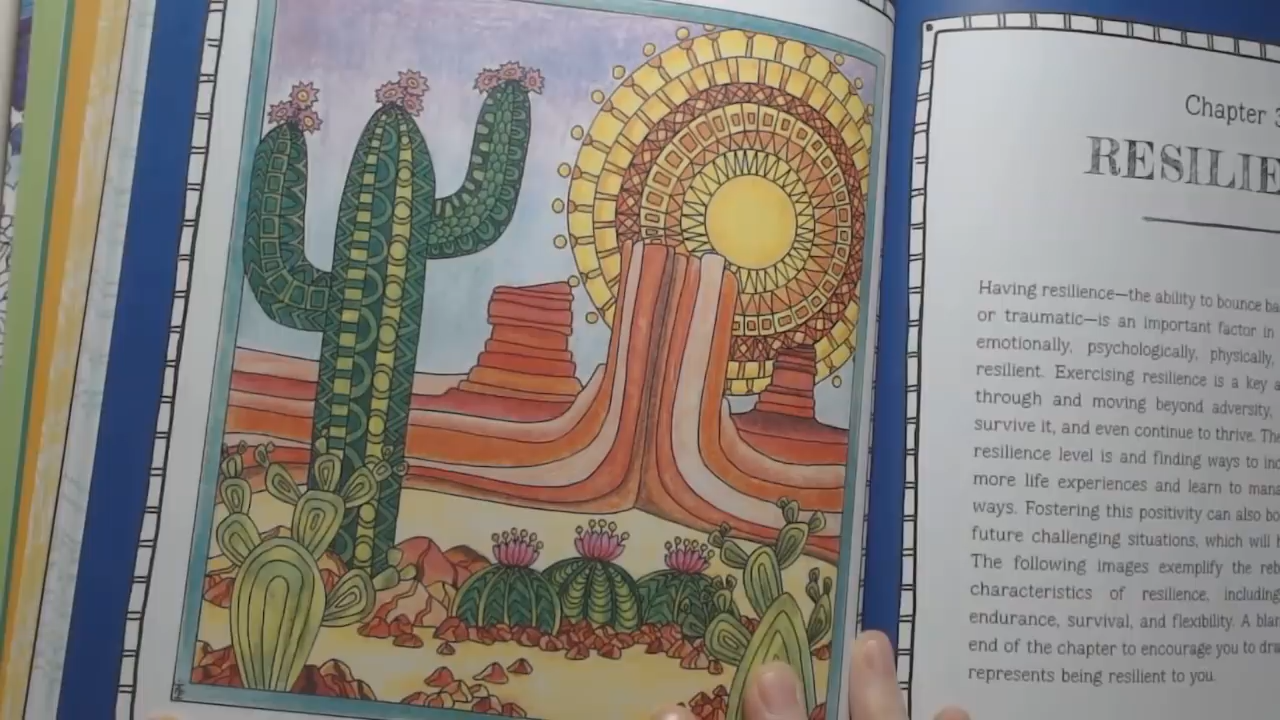 Chapter 3
RESILIE
Having resilience—the ability to bounce ba
or traumatic—is an important factor in
emotionally, psychologically, physically,
resilient. Exercising resilience is a key a
through and moving beyond adversity,
survive it, and even continue to thrive. The
resilience level is and finding ways to inc
more life experiences and learn to mana
ways. Fostering this positivity can also bo
future challenging situations, which will h
The following images exemplify the reb
characteristics of resilience, including
endurance, survival, and flexibility. A blan
end of the chapter to encourage you to dra
represents being resilient to you.